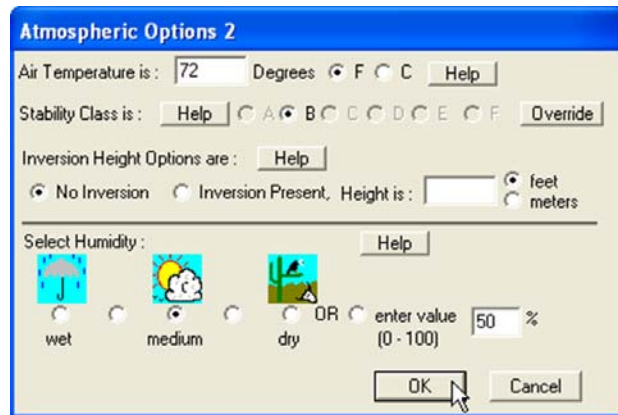 Atmospheric Options 2
Air Temperature is : 72 Degrees F C Help
Stability Class is : Help A B C D E F Override
Inversion Height Options are : Help
No Inversion Inversion Present, Height is : feet
meters
Select Humidity : Help
OR enter value 50 %
wet medium dry (0 - 100)
OK Cancel